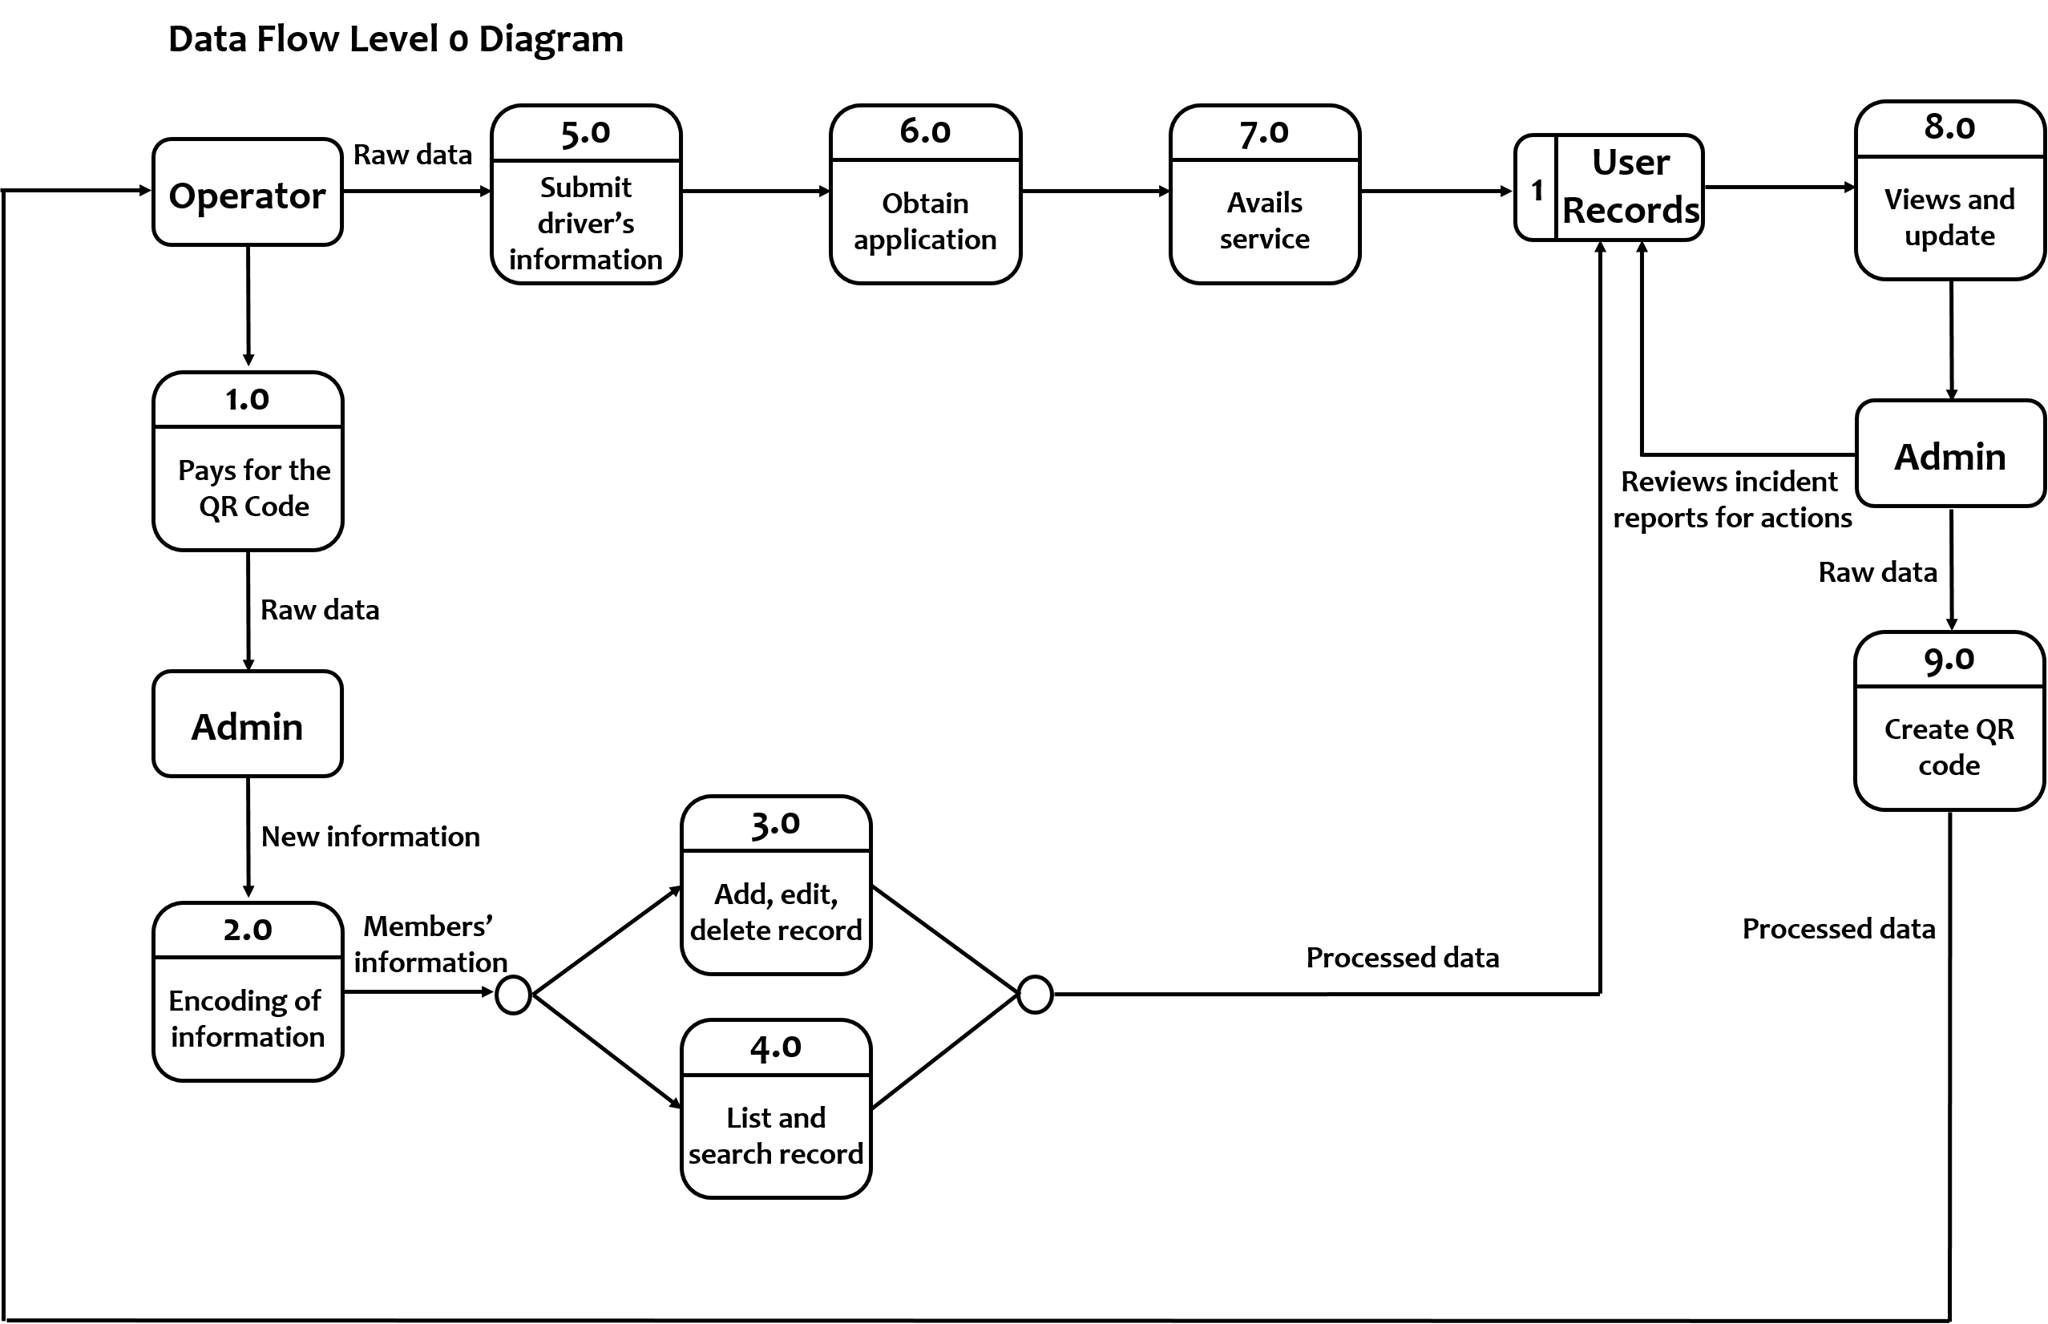 Data Flow Level 0 Diagram
Operator
Raw data
5.0
Submit
driver's
information
6.0
Obtain
application
7.0
Avails
service
1
User
Records
8.0
Views and
update
1.0
Pays for the
QR Code
Admin
Reviews incident
reports for actions
Raw data
Raw data
9.0
Create QR
code
Admin
New information
3.0
Add, edit,
delete record
2.0
Encoding of
information
Members'
information
Processed data
Processed data
4.0
List and
search record